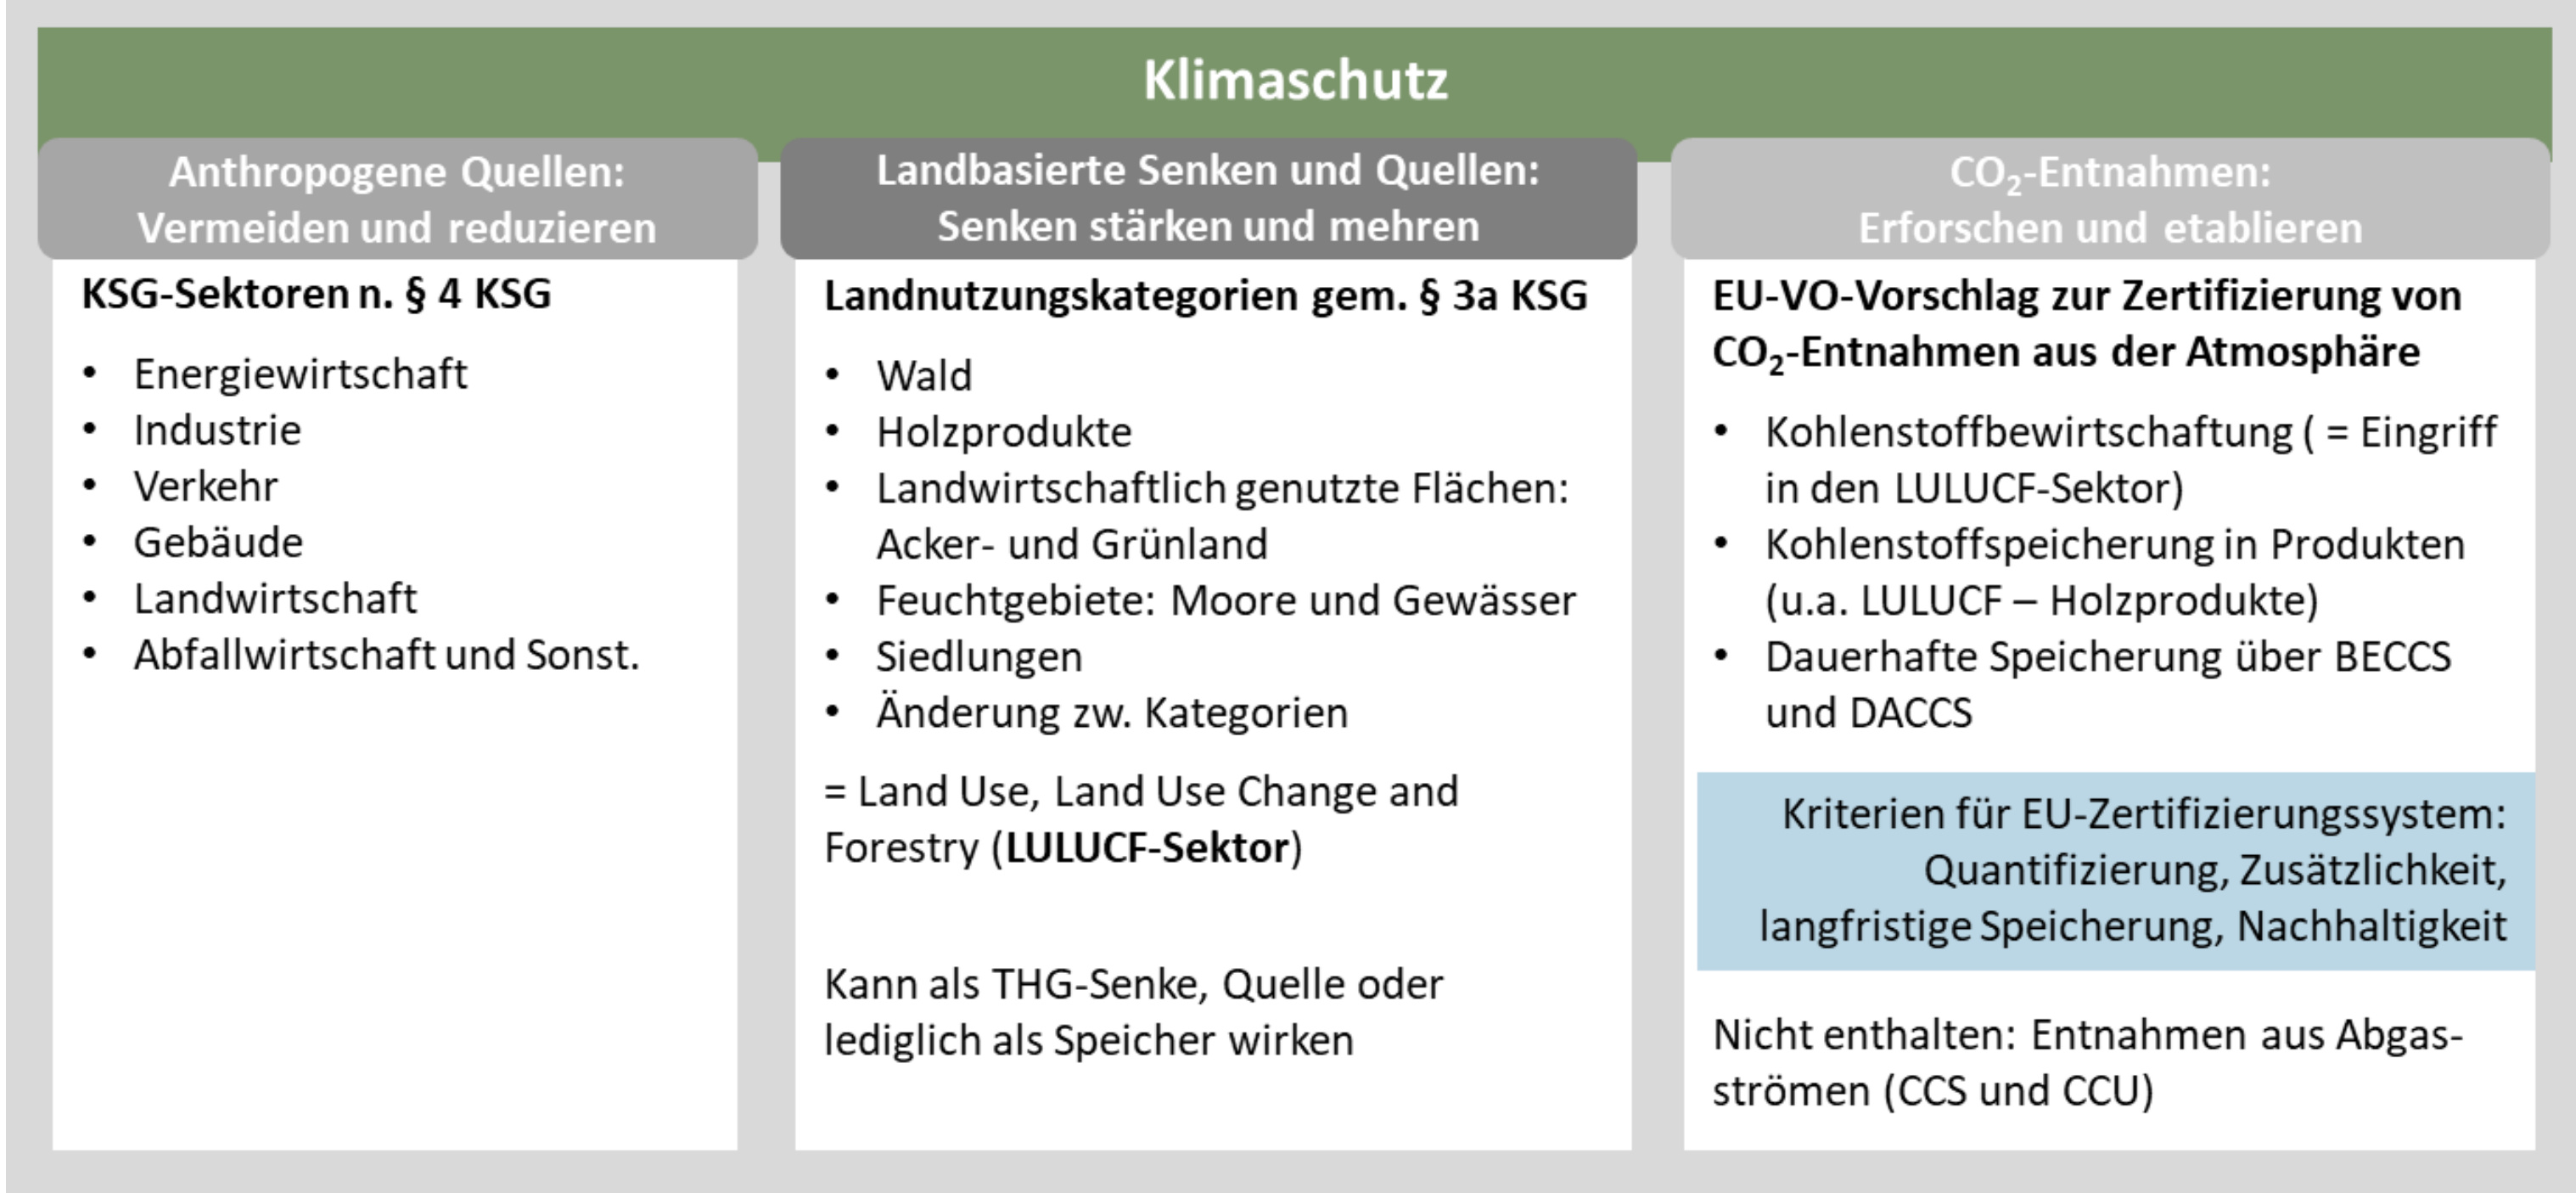 Klimaschutz
Anthropogene Quellen:
Vermeiden und reduzieren
KSG-Sektoren n. § 4 KSG
• Energiewirtschaft
• Industrie
• Verkehr
• Gebäude
• Landwirtschaft
• Abfallwirtschaft und Sonst.
Landbasierte Senken und Quellen:
Senken stärken und mehren
Landnutzungskategorien gem. § 3a KSG
• Wald
• Holzprodukte
• Landwirtschaftlich genutzte Flächen:
Acker- und Grünland
• Feuchtgebiete: Moore und Gewässer
• Siedlungen
• Änderung zw. Kategorien
= Land Use, Land Use Change and
Forestry (LULUCF-Sektor)
Kann als THG-Senke, Quelle oder
lediglich als Speicher wirken
CO₂-Entnahmen:
Erforschen und etablieren
EU-VO-Vorschlag zur Zertifizierung von
CO₂-Entnahmen aus der Atmosphäre
• Kohlenstoffbewirtschaftung ( = Eingriff
in den LULUCF-Sektor)
• Kohlenstoffspeicherung in Produkten
(u.a. LULUCF – Holzprodukte)
• Dauerhafte Speicherung über BECCS
und DACCS
Kriterien für EU-Zertifizierungssystem:
Quantifizierung, Zusätzlichkeit,
langfristige Speicherung, Nachhaltigkeit
Nicht enthalten: Entnahmen aus Abgas-
strömen (CCS und CCU)